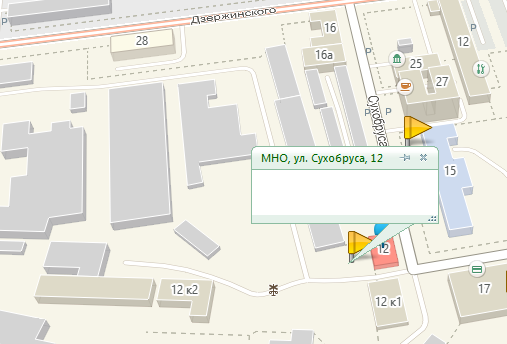 Дзержинского
28
16
16а
12
P
P
P
25
27
Сухобруса
P
МНО, ул. Сухобруса, 12
15
12
12 к2
12 к1
17